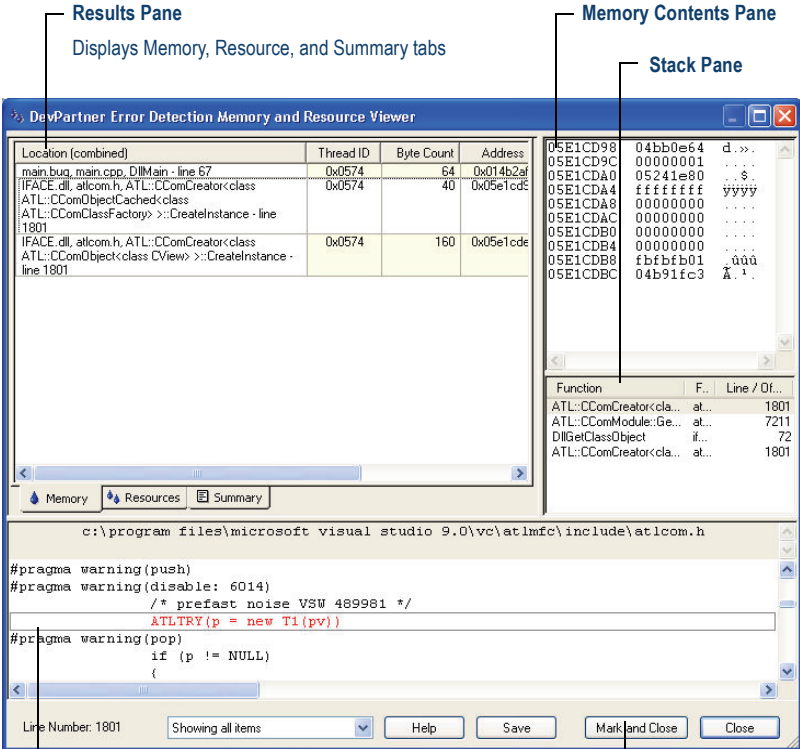 Results Pane
Displays Memory, Resource, and Summary tabs
Memory Contents Pane
Stack Pane
DevPartner Error Detection Memory and Resource Viewer
Location (combined) Thread ID Byte Count Address
main.bug, main.cpp, DllMain - line 67 0x0574 64 0x014b2af
IFACE.dll, atlcom.h, ATL::CComCreator<class 0x0574 40 0x05e1cd9
ATL::CComObjectCached<class
ATL::CComClassFactory> >::CreateInstance - line
1801
IFACE.dll, atlcom.h, ATL::CComCreator<class 0x0574 160 0x05e1cde
ATL::CComObject<class CView> >::CreateInstance -
line 1801
05E1CD98 04bb0e64 d.».
05E1CD9C 00000001 ....
05E1CDA0 05241e80 ..$.
05E1CDA4 ffffffff ÿÿÿÿ
05E1CDA8 00000000 ....
05E1CDAC 00000000 ....
05E1CDB0 00000000 ....
05E1CDB4 00000000 ....
05E1CDB8 fbfbfb01 .ûûû
05E1CDBC 04b91fc3 Ã.¹.
Function F.. Line / Of...
ATL::CComCreator<cla... at... 1801
ATL::CComModule::Ge... at... 7211
DllGetClassObject if... 72
ATL::CComCreator<cla... at... 1801
Memory Resources Summary
c:\program files\microsoft visual studio 9.0\vc\atlmfc\include\atlcom.h
#pragma warning(push)
#pragma warning(disable: 6014)
/* prefast noise VSW 489981 */
ATLTRY(p = new T1(pv))
#pragma warning(pop)
if (p != NULL)
{
Line Number: 1801 Showing all items Help Save Mark and Close Close